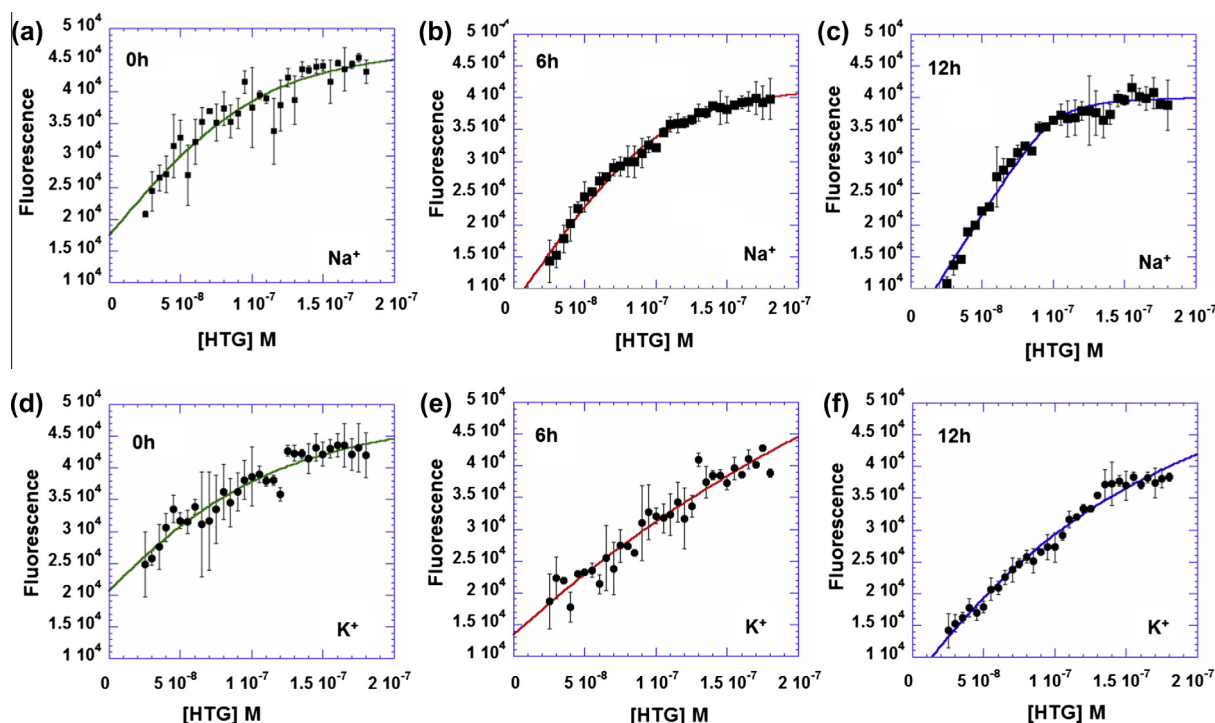 (a)
5 10⁴
4.5 10⁴
4 10⁴
3.5 10⁴
3 10⁴
2.5 10⁴
2 10⁴
1.5 10⁴
1 10⁴
Fluorescence
0h
Na⁺
0 5 10⁻⁸ 1 10⁻⁷ 1.5 10⁻⁷ 2 10⁻⁷
[HTG] M
(b)
5 10⁻⁴
4.5 10⁴
4 10⁴
3.5 10⁴
3 10⁴
2.5 10⁴
2 10⁴
1.5 10⁴
1 10⁴
Fluorescence
6h
Na⁺
0 5 10⁻⁸ 1 10⁻⁷ 1.5 10⁻⁷ 2 10⁻⁷
[HTG] M
(c)
5 10⁴
4.5 10⁴
4 10⁴
3.5 10⁴
3 10⁴
2.5 10⁴
2 10⁴
1.5 10⁴
1 10⁴
Fluorescence
12h
Na⁺
0 5 10⁻⁸ 1 10⁻⁷ 1.5 10⁻⁷ 2 10⁻⁷
[HTG] M
(d)
5 10⁴
4.5 10⁴
4 10⁴
3.5 10⁴
3 10⁴
2.5 10⁴
2 10⁴
1.5 10⁴
1 10⁴
Fluorescence
0h
K⁺
0 5 10⁻⁸ 1 10⁻⁷ 1.5 10⁻⁷ 2 10⁻⁷
[HTG] M
(e)
5 10⁴
4.5 10⁴
4 10⁴
3.5 10⁴
3 10⁴
2.5 10⁴
2 10⁴
1.5 10⁴
1 10⁴
Fluorescence
6h
K⁺
0 5 10⁻⁸ 1 10⁻⁷ 1.5 10⁻⁷ 2 10⁻⁷
[HTG] M
(f)
5 10⁴
4.5 10⁴
4 10⁴
3.5 10⁴
3 10⁴
2.5 10⁴
2 10⁴
1.5 10⁴
1 10⁴
Fluorescence
12h
K⁺
0 5 10⁻⁸ 1 10⁻⁷ 1.5 10⁻⁷ 2 10⁻⁷
[HTG] M